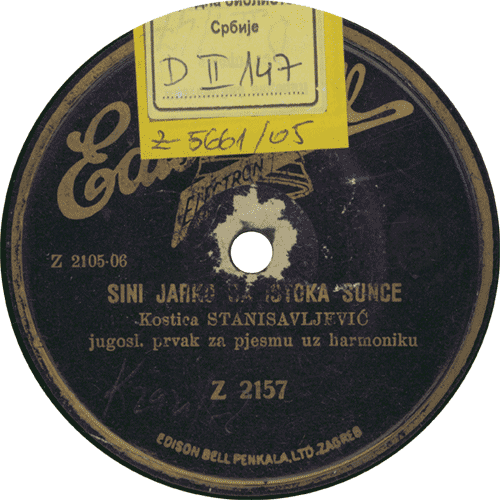 Србије
D II 147
Z-5661/05
Z 2105-06
SINI JARKO SA ISTOKA SUNCE
Kostica STANISAVLJEVIĆ
jugosl. prvak za pjesmu uz harmoniku
Z 2157
EDISON BELL PENKALA, LTD. ZAGREB